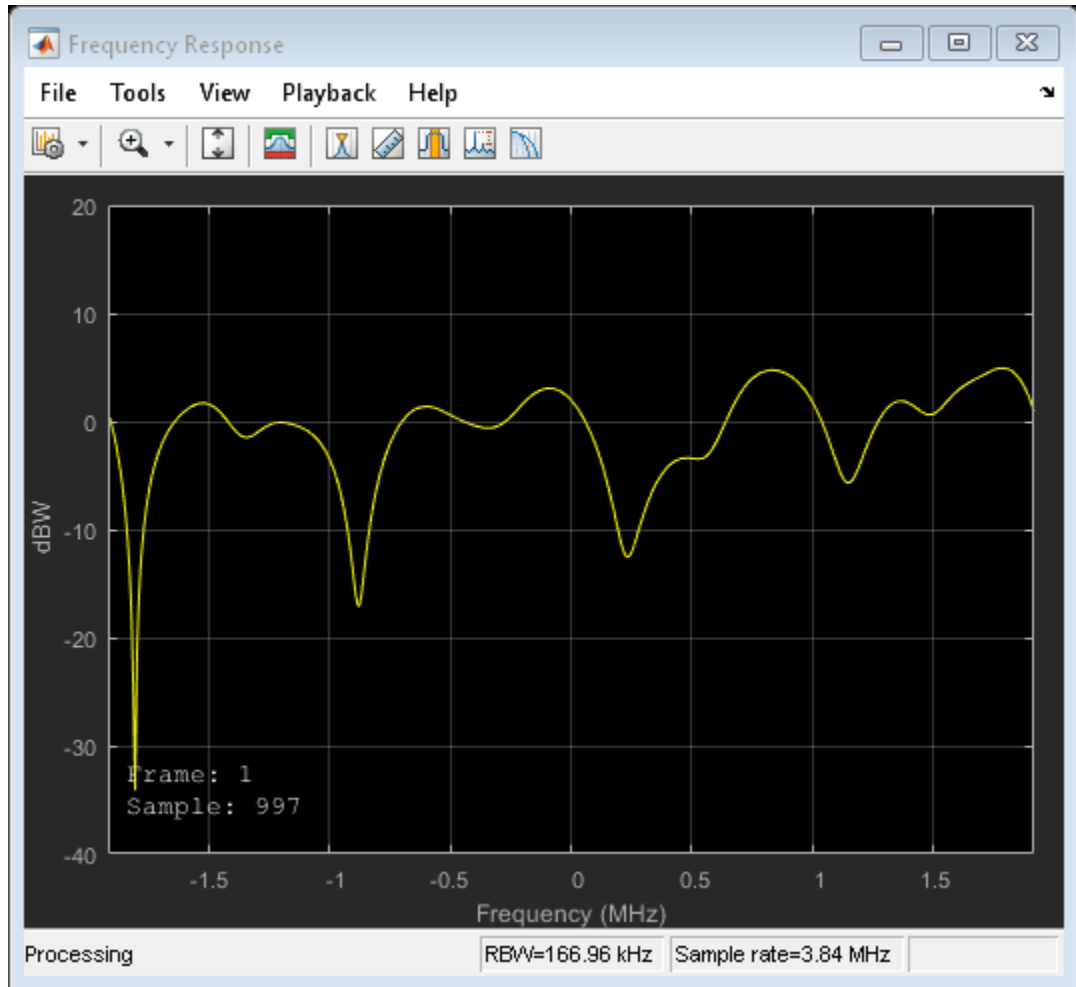 Frequency Response
File Tools View Playback Help
20
10
0
-10
-20
-30
-40
dBW
Frame: 1
Sample: 997
-1.5 -1 -0.5 0 0.5 1 1.5
Frequency (MHz)
Processing RBW=166.96 kHz Sample rate=3.84 MHz